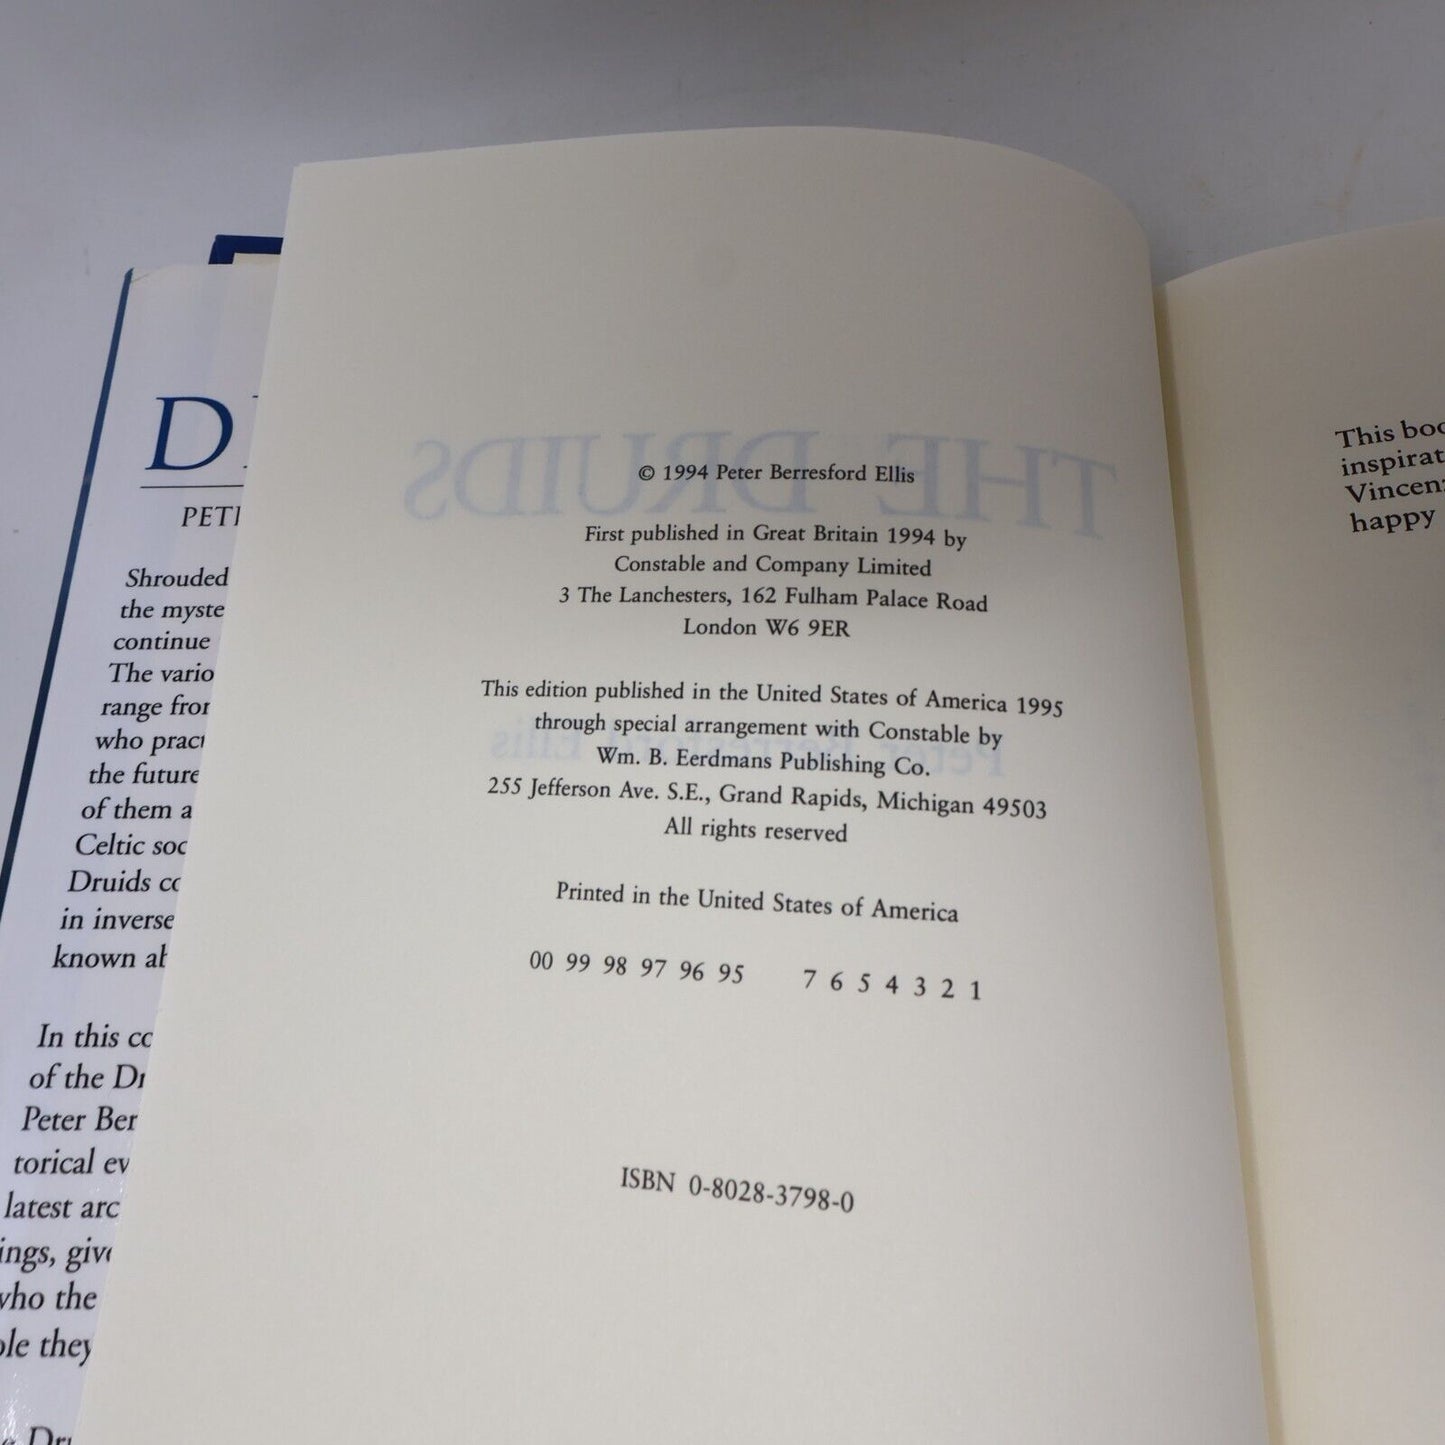 D
PET
Shrouded
the myste
continue
The vario
range from
who pract
the future
of them a
Celtic soc
Druids co
in inverse
known ab
In this co
of the Dr
Peter Ber
torical ev
latest arc
ings, give
who the
ole they
Dru
THE DRUIDS
© 1994 Peter Berresford Ellis
First published in Great Britain 1994 by
Constable and Company Limited
3 The Lanchesters, 162 Fulham Palace Road
London W6 9ER
This edition published in the United States of America 1995
through special arrangement with Constable by
Wm. B. Eerdmans Publishing Co.
255 Jefferson Ave. S.E., Grand Rapids, Michigan 49503
All rights reserved
Printed in the United States of America
00 99 98 97 96 95 7 6 5 4 3 2 1
ISBN 0-8028-3798-0
This boo
inspirat
Vincen
happy